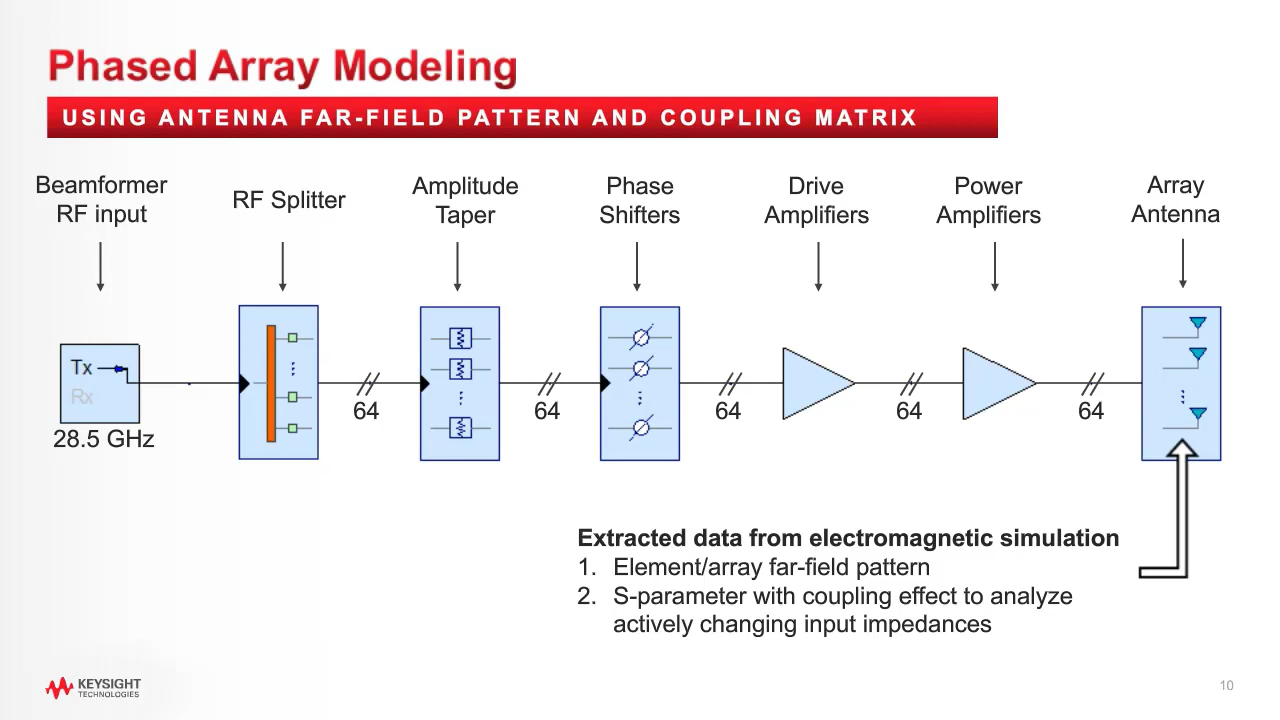 Phased Array Modeling
USING ANTENNA FAR-FIELD PATTERN AND COUPLING MATRIX
Beamformer
RF input
RF Splitter
Amplitude
Taper
Phase
Shifters
Drive
Amplifiers
Power
Amplifiers
Array
Antenna
Tx
Rx
28.5 GHz
64
64
64
64
64
Extracted data from electromagnetic simulation
1. Element/array far-field pattern
2. S-parameter with coupling effect to analyze
actively changing input impedances
KEYSIGHT
TECHNOLOGIES
10